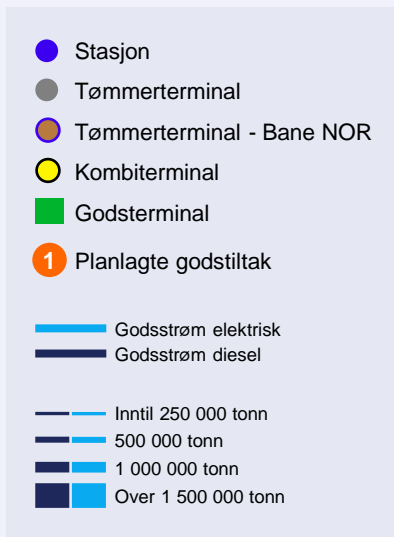 Stasjon
Tømmerterminal
Tømmerterminal - Bane NOR
Kombiterminal
Godsterminal
1 Planlagte godstiltak
Godsstrøm elektrisk
Godsstrøm diesel
Inntil 250 000 tonn
500 000 tonn
1 000 000 tonn
Over 1 500 000 tonn